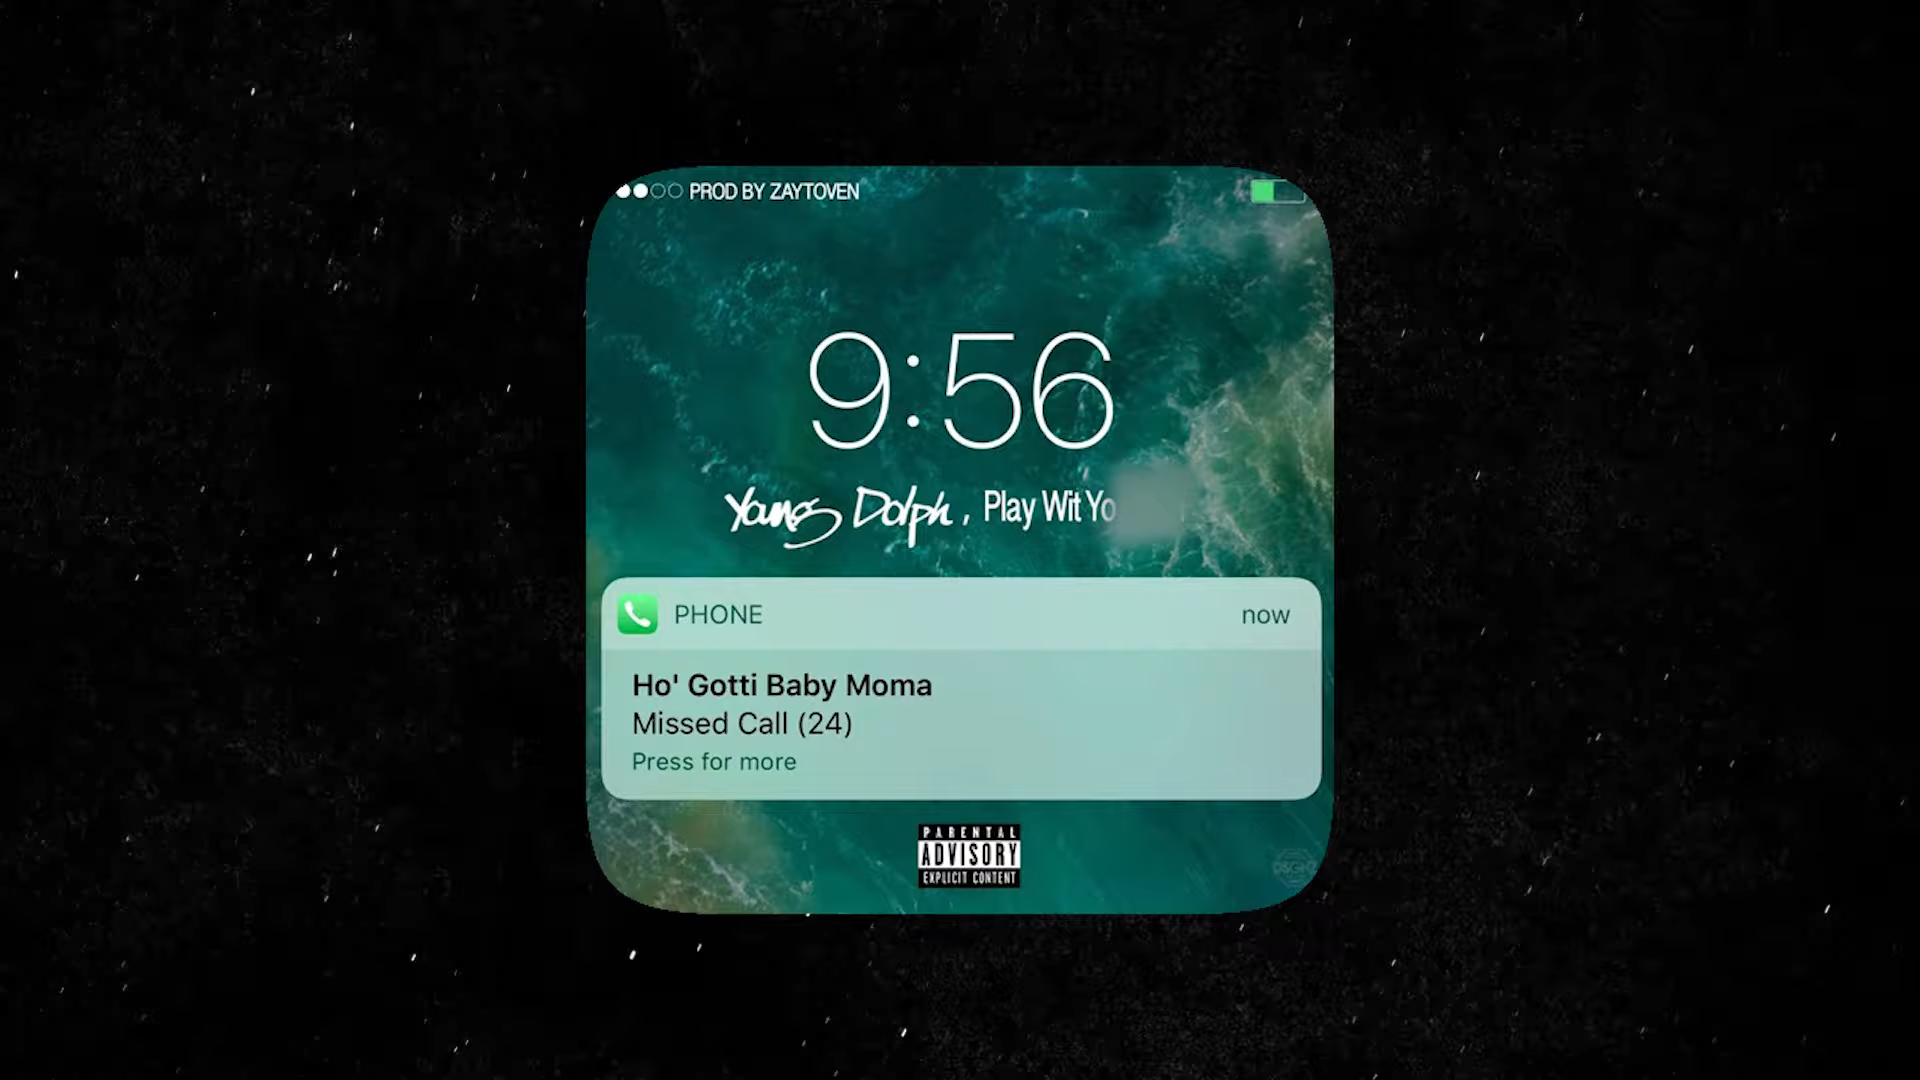 PROD BY ZAYTOVEN
9:56
Young Dolph, Play Wit Yo
PHONE
now
Ho' Gotti Baby Moma
Missed Call (24)
Press for more
PARENTAL
ADVISORY
EXPLICIT CONTENT